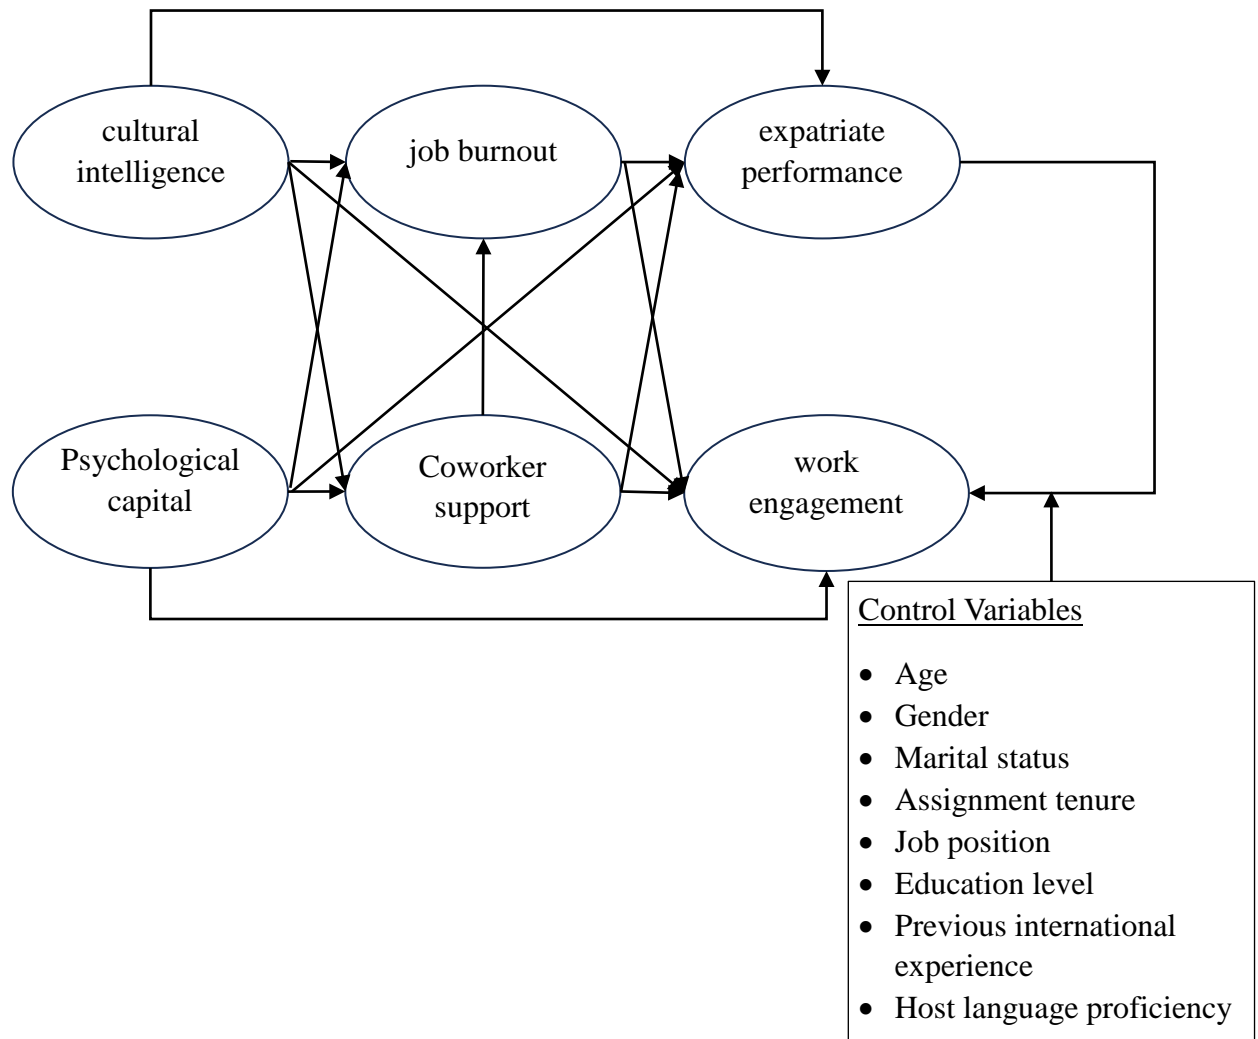 cultural
intelligence
job burnout
expatriate
performance
Psychological
capital
Coworker
support
work
engagement
Control Variables
• Age
• Gender
• Marital status
• Assignment tenure
• Job position
• Education level
• Previous international
experience
• Host language proficiency